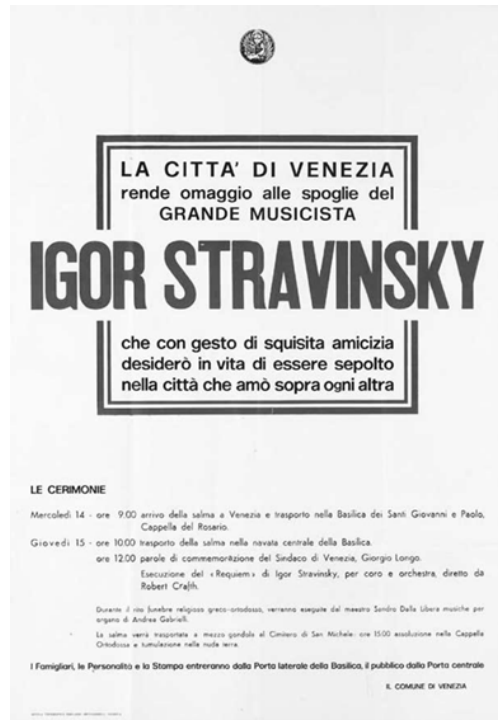 LA CITTA' DI VENEZIA
rende omaggio alle spoglie del
GRANDE MUSICISTA
IGOR STRAVINSKY
che con gesto di squisita amicizia
desiderò in vita di essere sepolto
nella città che amò sopra ogni altra
LE CERIMONIE
Mercoledì 14 - ore 9:00 arrivo della salma a Venezia e trasporto nella Basilica dei Santi Giovanni e Paolo,
Cappella del Rosario.
Giovedì 15 - ore 10:00 trasporto della salma nella navata centrale della Basilica.
ore 12:00 parole di commemorazione del Sindaco di Venezia, Giorgio Longo.
Esecuzione del «Requiem» di Igor Stravinsky, per coro e orchestra, diretto da
Robert Crafth.
Durante il rito funebre religioso greco-ortodosso, verranno eseguite dal maestro Sandro Dalla Libera musiche per
organo di Andrea Gabrielli.
La salma verrà trasportata a mezzo gondola al Cimitero di San Michele: ore 15:00 assoluzione nella Cappella
Ortodossa e tumulazione nella nuda terra.
I Famigliari, le Personalità e la Stampa entreranno dalla Porta laterale della Basilica, il pubblico dalla Porta centrale
IL COMUNE DI VENEZIA